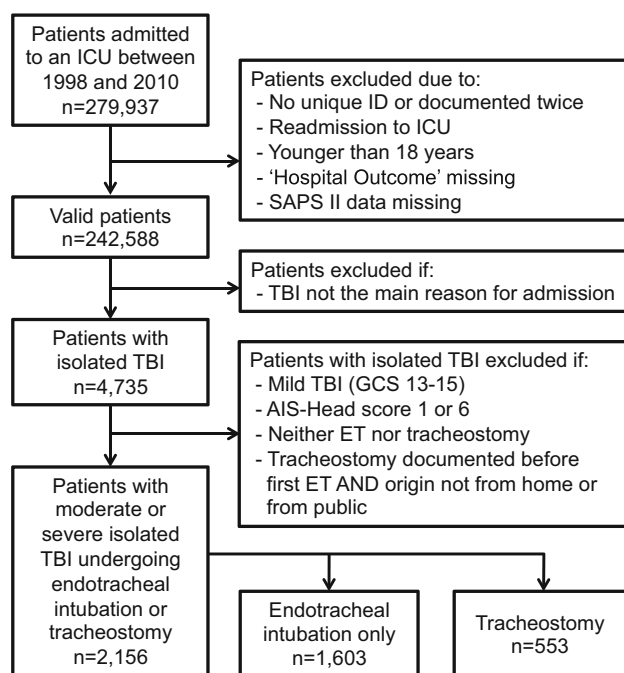 Patients admitted
to an ICU between
1998 and 2010
n=279,937
Patients excluded due to:
- No unique ID or documented twice
- Readmission to ICU
- Younger than 18 years
- ‘Hospital Outcome’ missing
- SAPS II data missing
Valid patients
n=242,588
Patients excluded if:
- TBI not the main reason for admission
Patients with
isolated TBI
n=4,735
Patients with isolated TBI excluded if:
- Mild TBI (GCS 13-15)
- AIS-Head score 1 or 6
- Neither ET nor tracheostomy
- Tracheostomy documented before
first ET AND origin not from home or
from public
Patients with
moderate or
severe isolated
TBI undergoing
endotracheal
intubation or
tracheostomy
n=2,156
Endotracheal
intubation only
n=1,603
Tracheostomy
n=553